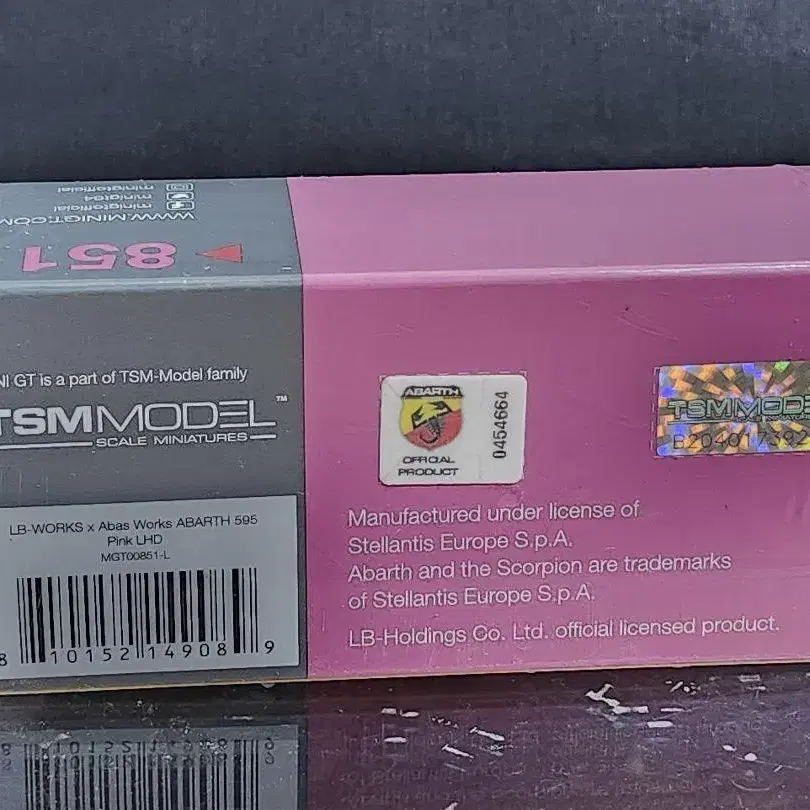 minigtofficial
minigt64
minigtofficial
WWW.MINIGT.COM
851
NI GT is a part of TSM-Model family
TSMMODEL™
SCALE MINIATURES
LB-WORKS x Abas Works ABARTH 595
Pink LHD
MGT00851-L
8 10152 14908 9
ABARTH
OFFICIAL
PRODUCT
0454664
TSMMODE
Manufactured under license of
Stellantis Europe S.p.A.
Abarth and the Scorpion are trademarks
of Stellantis Europe S.p.A.
LB-Holdings Co. Ltd. official licensed product.